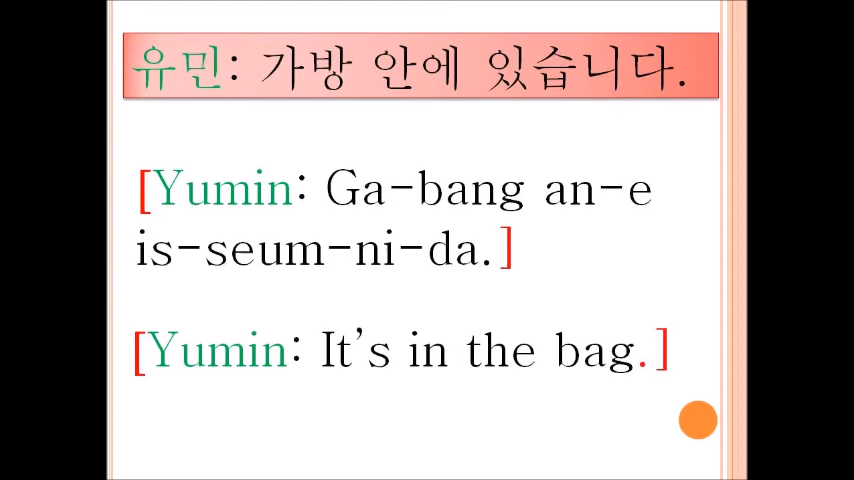 유민: 가방 안에 있습니다.
[Yumin: Ga-bang an-e
is-seum-ni-da.]
[Yumin: It's in the bag.]